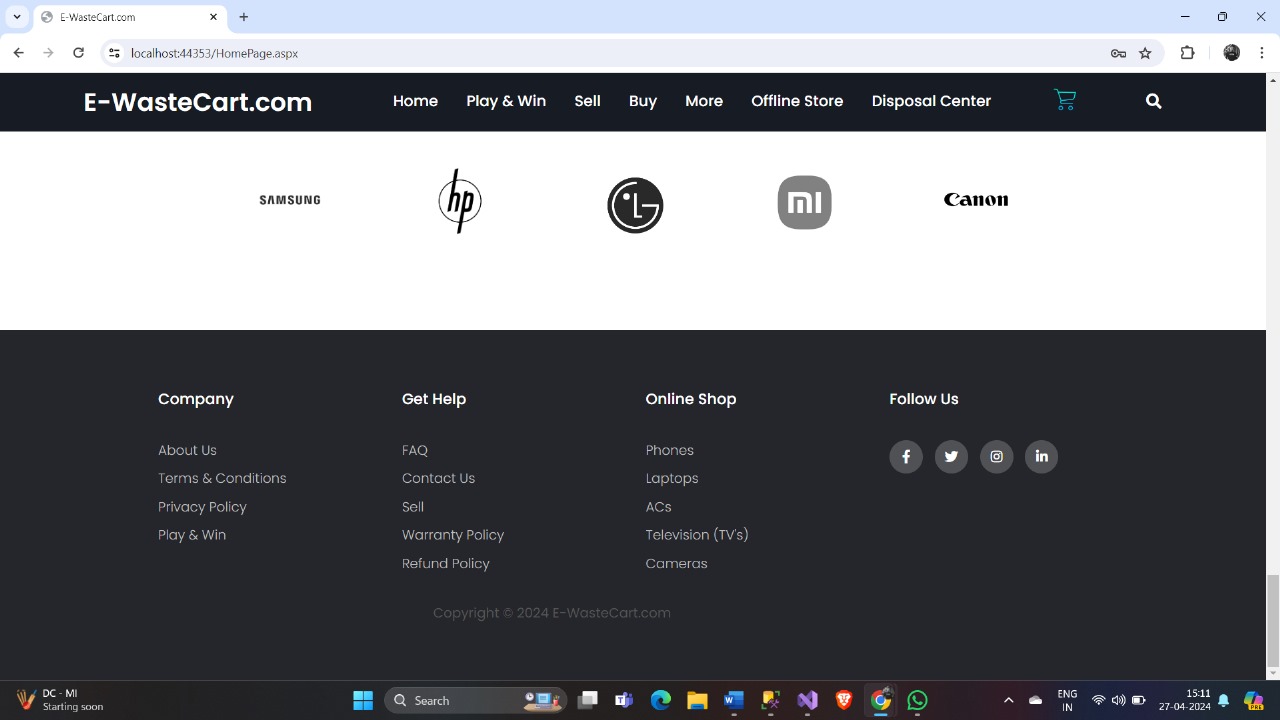 E-WasteCart.com
localhost:44353/HomePage.aspx
E-WasteCart.com Home Play & Win Sell Buy More Offline Store Disposal Center
SAMSUNG hp LG mi Canon
Company Get Help Online Shop Follow Us
About Us FAQ Phones
Terms & Conditions Contact Us Laptops
Privacy Policy Sell ACs
Play & Win Warranty Policy Television (TV's)
Refund Policy Cameras
Copyright © 2024 E-WasteCart.com
DC - MI
Starting soon
Search
ENG
IN
15:11
27-04-2024